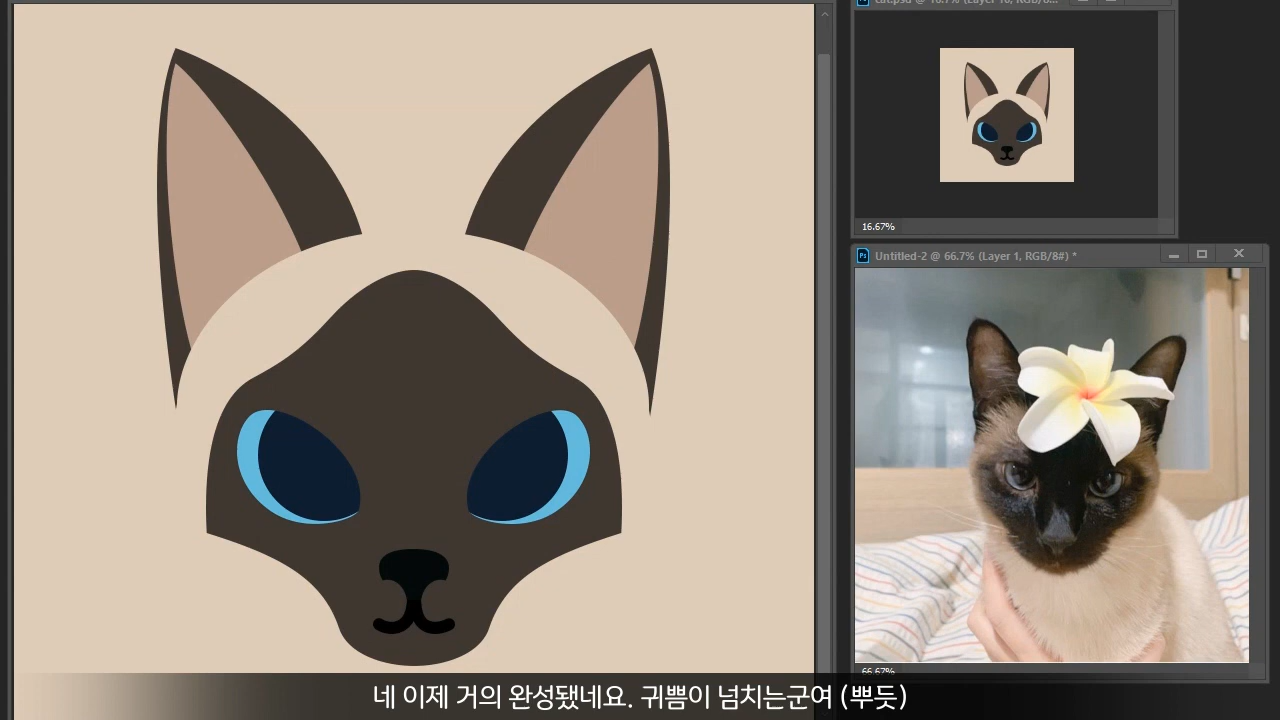 Untitled-2 @ 66.7% (Layer 1, RGB/8#) *
16.67%
66.67%
네 이제 거의 완성됐네요. 귀쁨이 넘치는군여 (뿌듯)